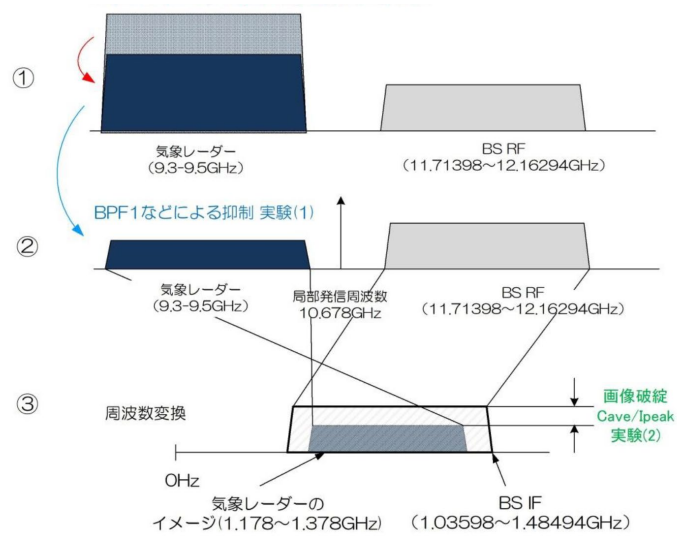 ①
気象レーダー
(9.3-9.5GHz)
BS RF
(11.71398～12.16294GHz)
BPF1などによる抑制 実験(1)
②
気象レーダー
(9.3-9.5GHz)
局部発信周波数
10.678GHz
BS RF
(11.71398～12.16294GHz)
③
周波数変換
画像破綻
Cave/Ipeak
実験(2)
0Hz
気象レーダーの
イメージ(1.178～1.378GHz)
BS IF
(1.03598～1.48494GHz)